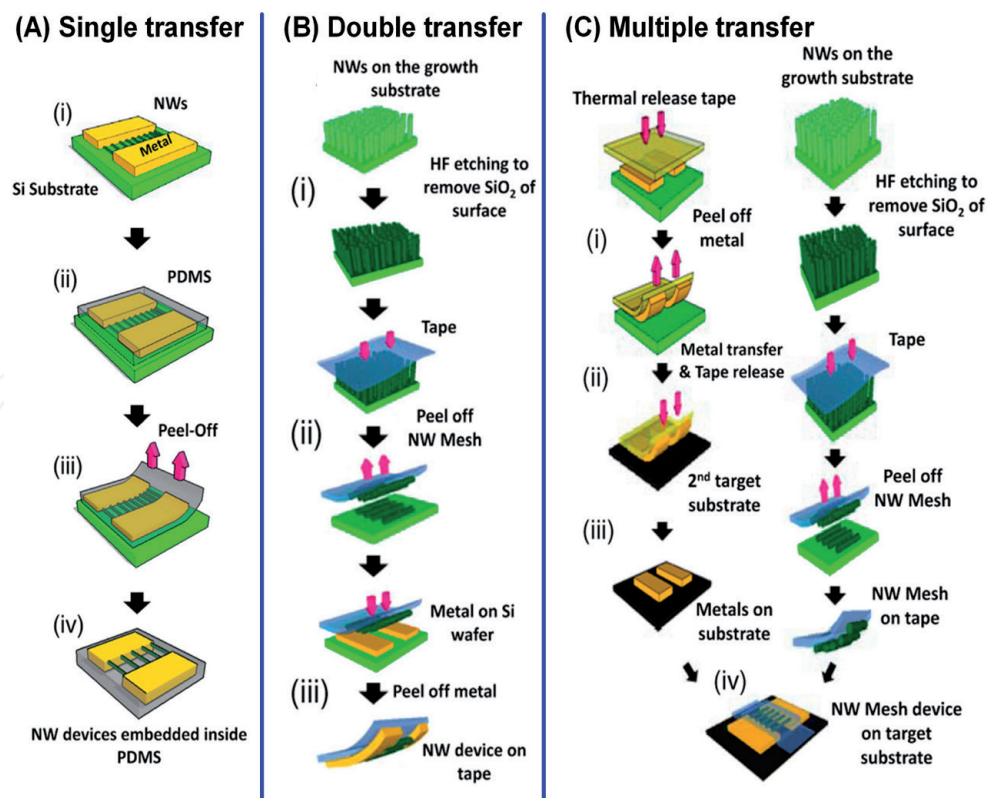 (A) Single transfer
(i)
NWs
Metal
Si Substrate
(ii)
PDMS
Peel-Off
(iii)
(iv)
NW devices embedded inside
PDMS
(B) Double transfer
NWs on the growth
substrate
(i)
HF etching to
remove SiO₂ of
surface
Tape
(ii)
Peel off
NW Mesh
Metal on Si
wafer
(iii)
Peel off metal
NW device on
tape
(C) Multiple transfer
Thermal release tape
(i)
Peel off
metal
(ii)
Metal transfer
& Tape release
2nd target
substrate
(iii)
Metals on
substrate
NWs on the
growth substrate
HF etching to
remove SiO₂ of
surface
Tape
Peel off
NW Mesh
NW Mesh
on tape
(iv)
NW Mesh device
on target
substrate